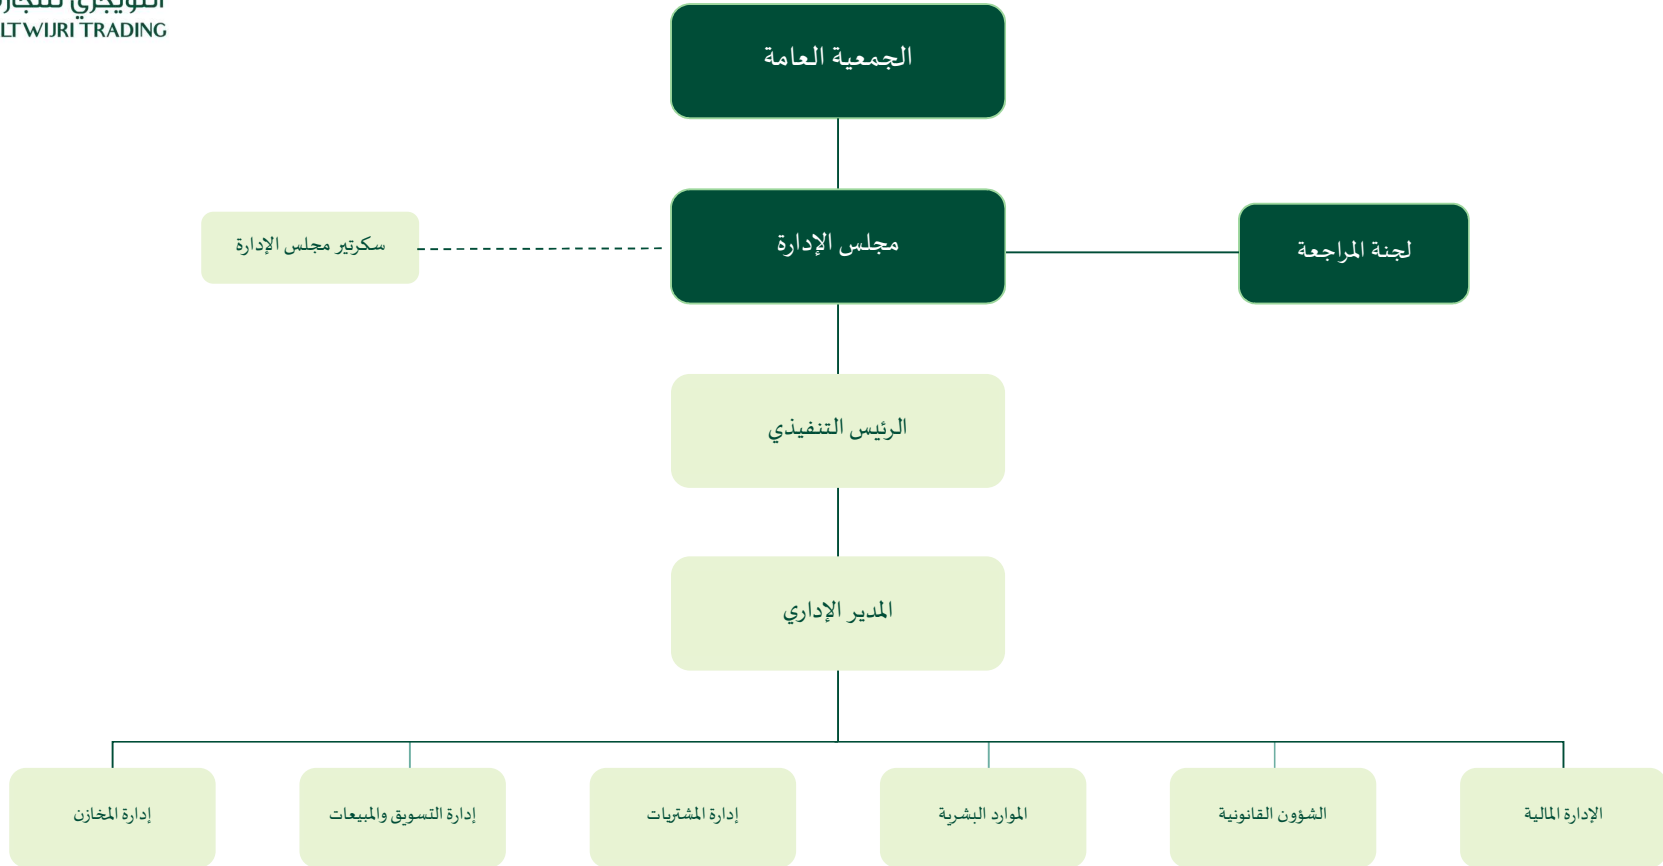 LTWIJRI TRADING
الجمعية العامة
لجنة المراجعة
مجلس الإدارة
سكرتير مجلس الإدارة
الرئيس التنفيذي
المدير الإداري
الإدارة المالية
الشؤون القانونية
الموارد البشرية
إدارة المشتريات
إدارة التسويق والمبيعات
إدارة المخازن